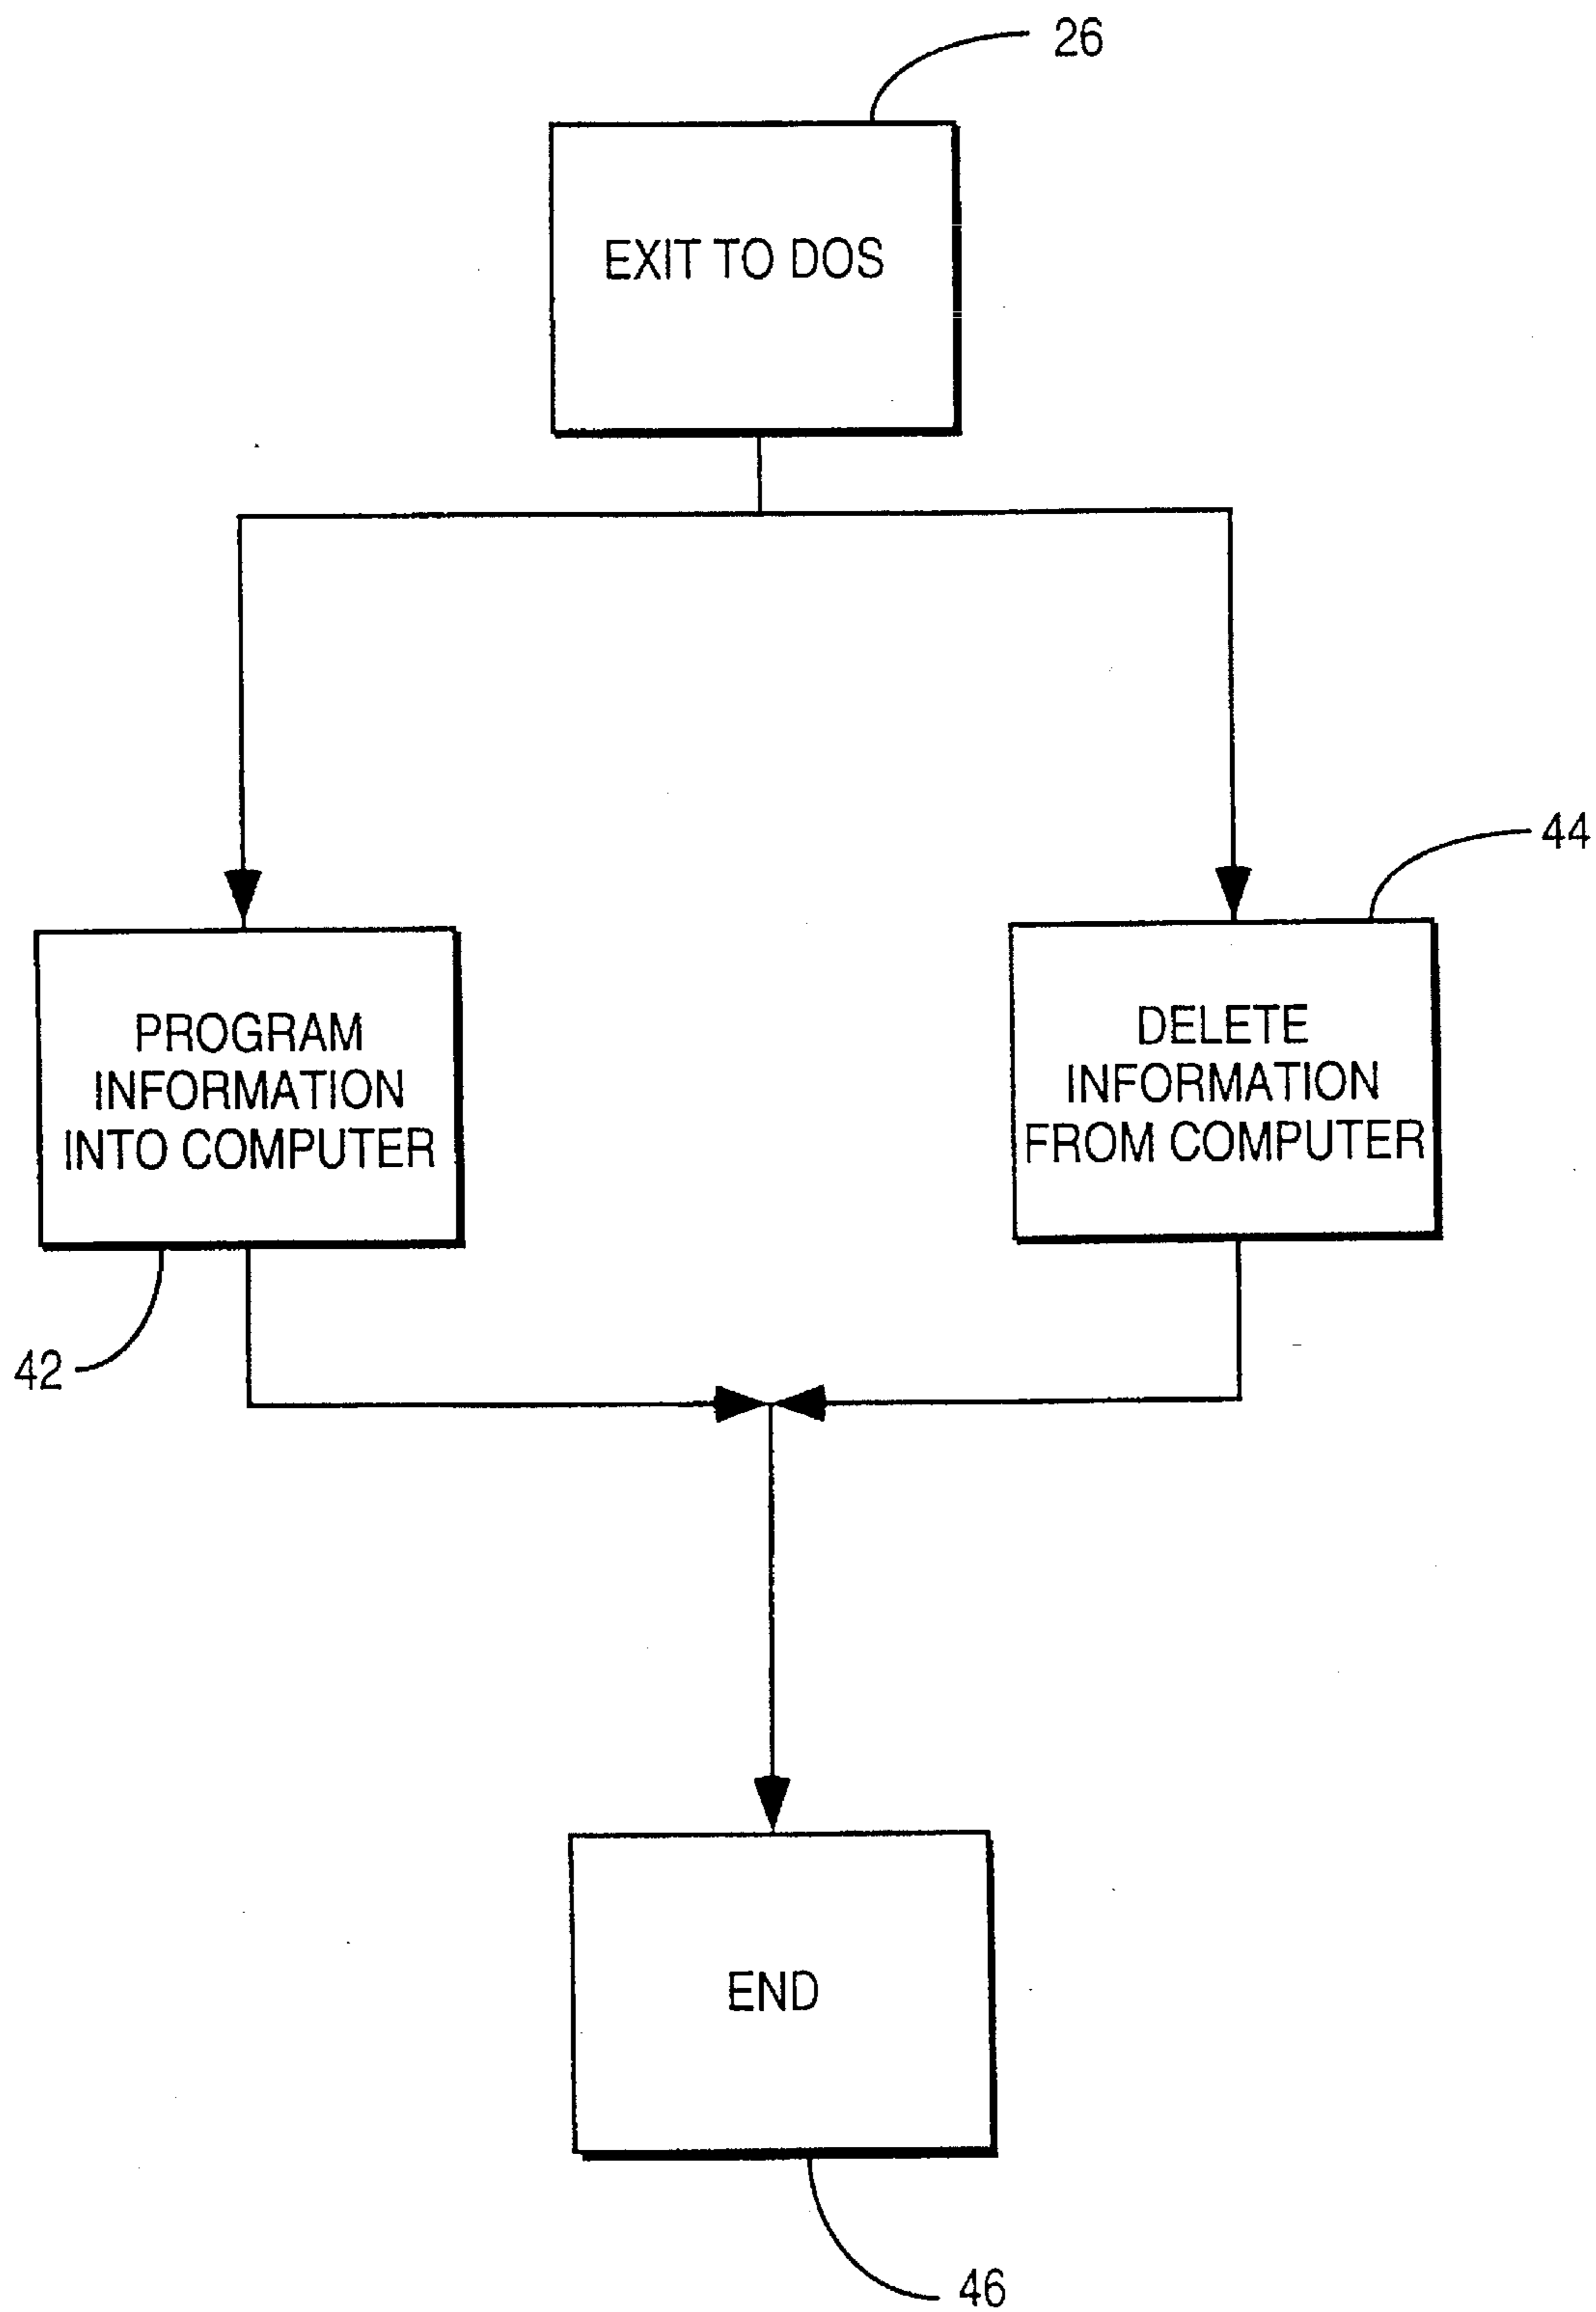 26
EXIT TO DOS
44
PROGRAM
INFORMATION
INTO COMPUTER
DELETE
INFORMATION
FROM COMPUTER
42
END
46